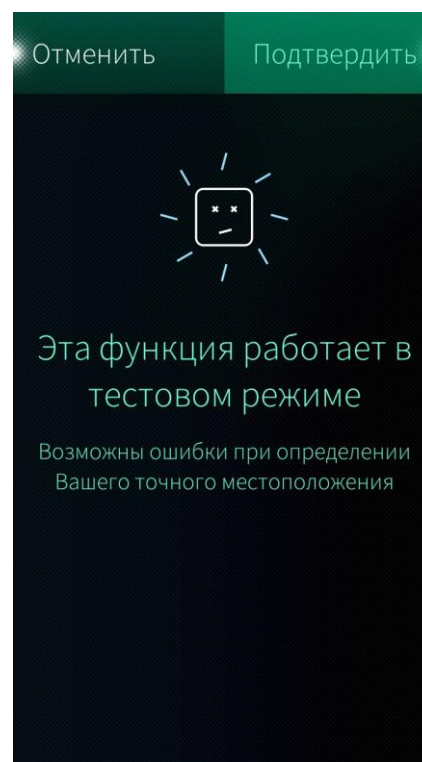 Отменить
Подтвердить
Эта функция работает в
тестовом режиме
Возможны ошибки при определении
Вашего точного местоположения